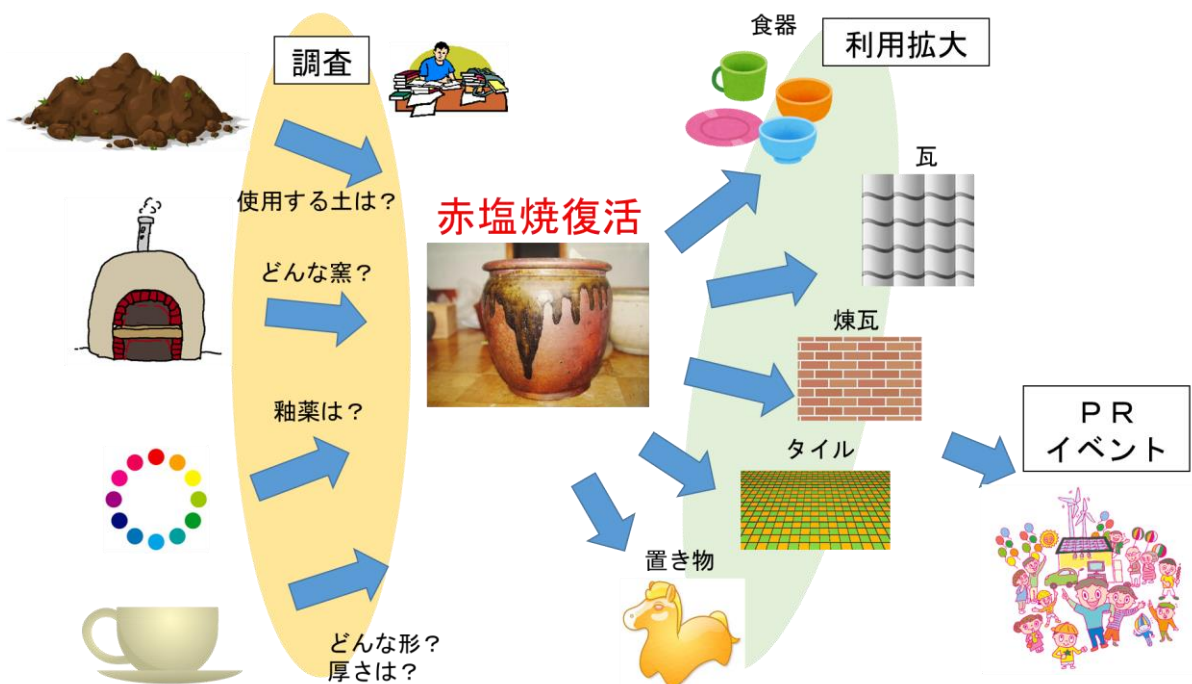 調査
使用する土は？
どんな窯？
釉薬は？
どんな形？
厚さは？
赤塩焼復活
利用拡大
食器
瓦
煉瓦
タイル
置き物
ＰＲ
イベント